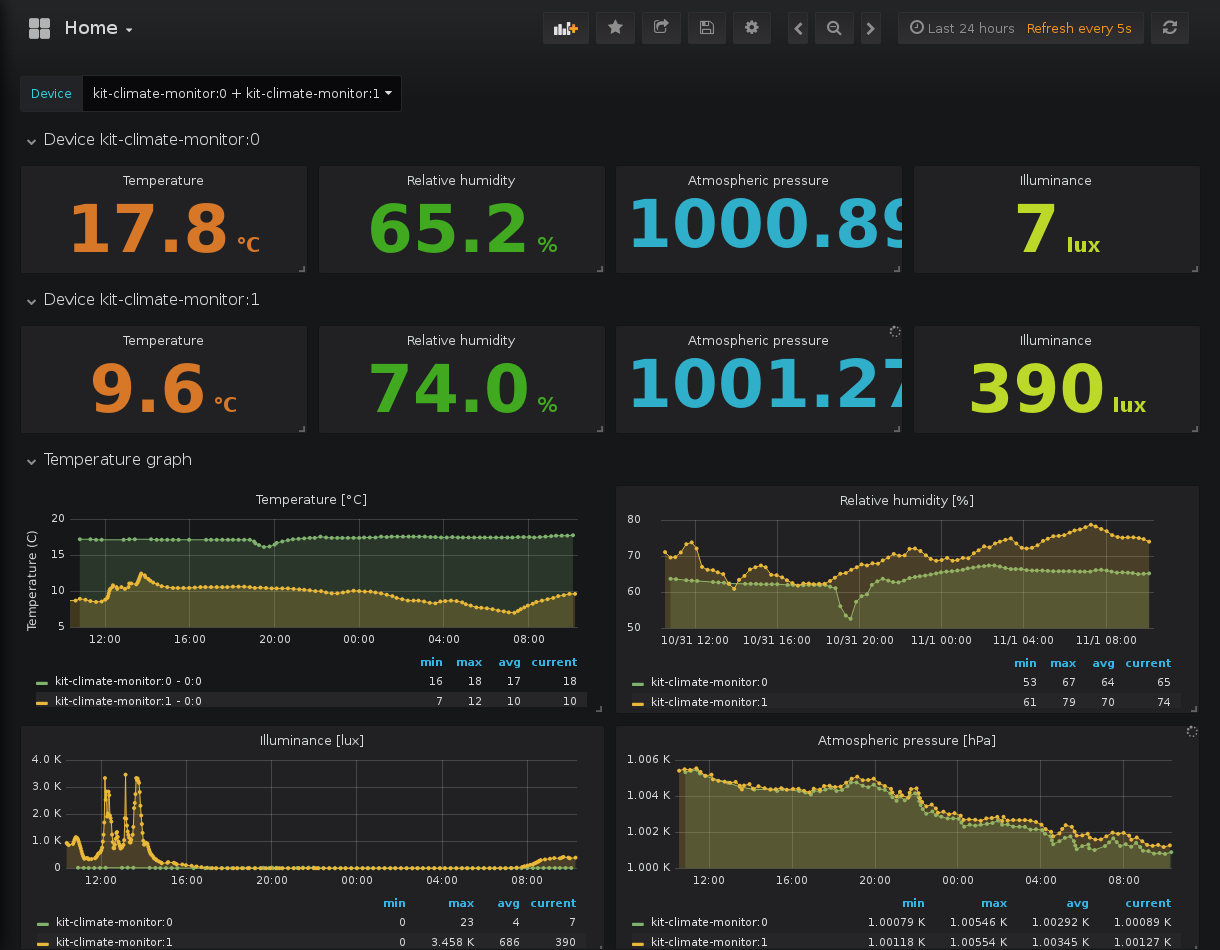 Home
Last 24 hours Refresh every 5s
Device kit-climate-monitor:0 + kit-climate-monitor:1
Device kit-climate-monitor:0
Temperature Relative humidity Atmospheric pressure Illuminance
17.8 °C 65.2 % 1000.89 7 lux
Device kit-climate-monitor:1
Temperature Relative humidity Atmospheric pressure Illuminance
9.6 °C 74.0 % 1001.27 390 lux
Temperature graph
Temperature [°C]
Temperature (C)
20
15
10
5
12:00 16:00 20:00 00:00 04:00 08:00
min max avg current
kit-climate-monitor:0 - 0:0 16 18 17 18
kit-climate-monitor:1 - 0:0 7 12 10 10
Relative humidity [%]
80
70
60
50
10/31 12:00 10/31 16:00 10/31 20:00 11/1 00:00 11/1 04:00 11/1 08:00
min max avg current
kit-climate-monitor:0 53 67 64 65
kit-climate-monitor:1 61 79 70 74
Illuminance [lux]
4.0 K
3.0 K
2.0 K
1.0 K
0
12:00 16:00 20:00 00:00 04:00 08:00
min max avg current
kit-climate-monitor:0 0 23 4 7
kit-climate-monitor:1 0 3.458 K 686 390
Atmospheric pressure [hPa]
1.006 K
1.004 K
1.002 K
1.000 K
12:00 16:00 20:00 00:00 04:00 08:00
min max avg current
kit-climate-monitor:0 1.00079 K 1.00546 K 1.00292 K 1.00089 K
kit-climate-monitor:1 1.00118 K 1.00554 K 1.00345 K 1.00127 K